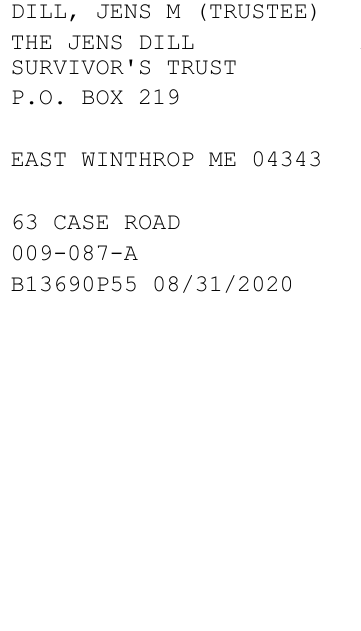 DILL, JENS M (TRUSTEE)
THE JENS DILL
SURVIVOR'S TRUST
P.O. BOX 219
EAST WINTHROP ME 04343
63 CASE ROAD
009-087-A
B13690P55 08/31/2020